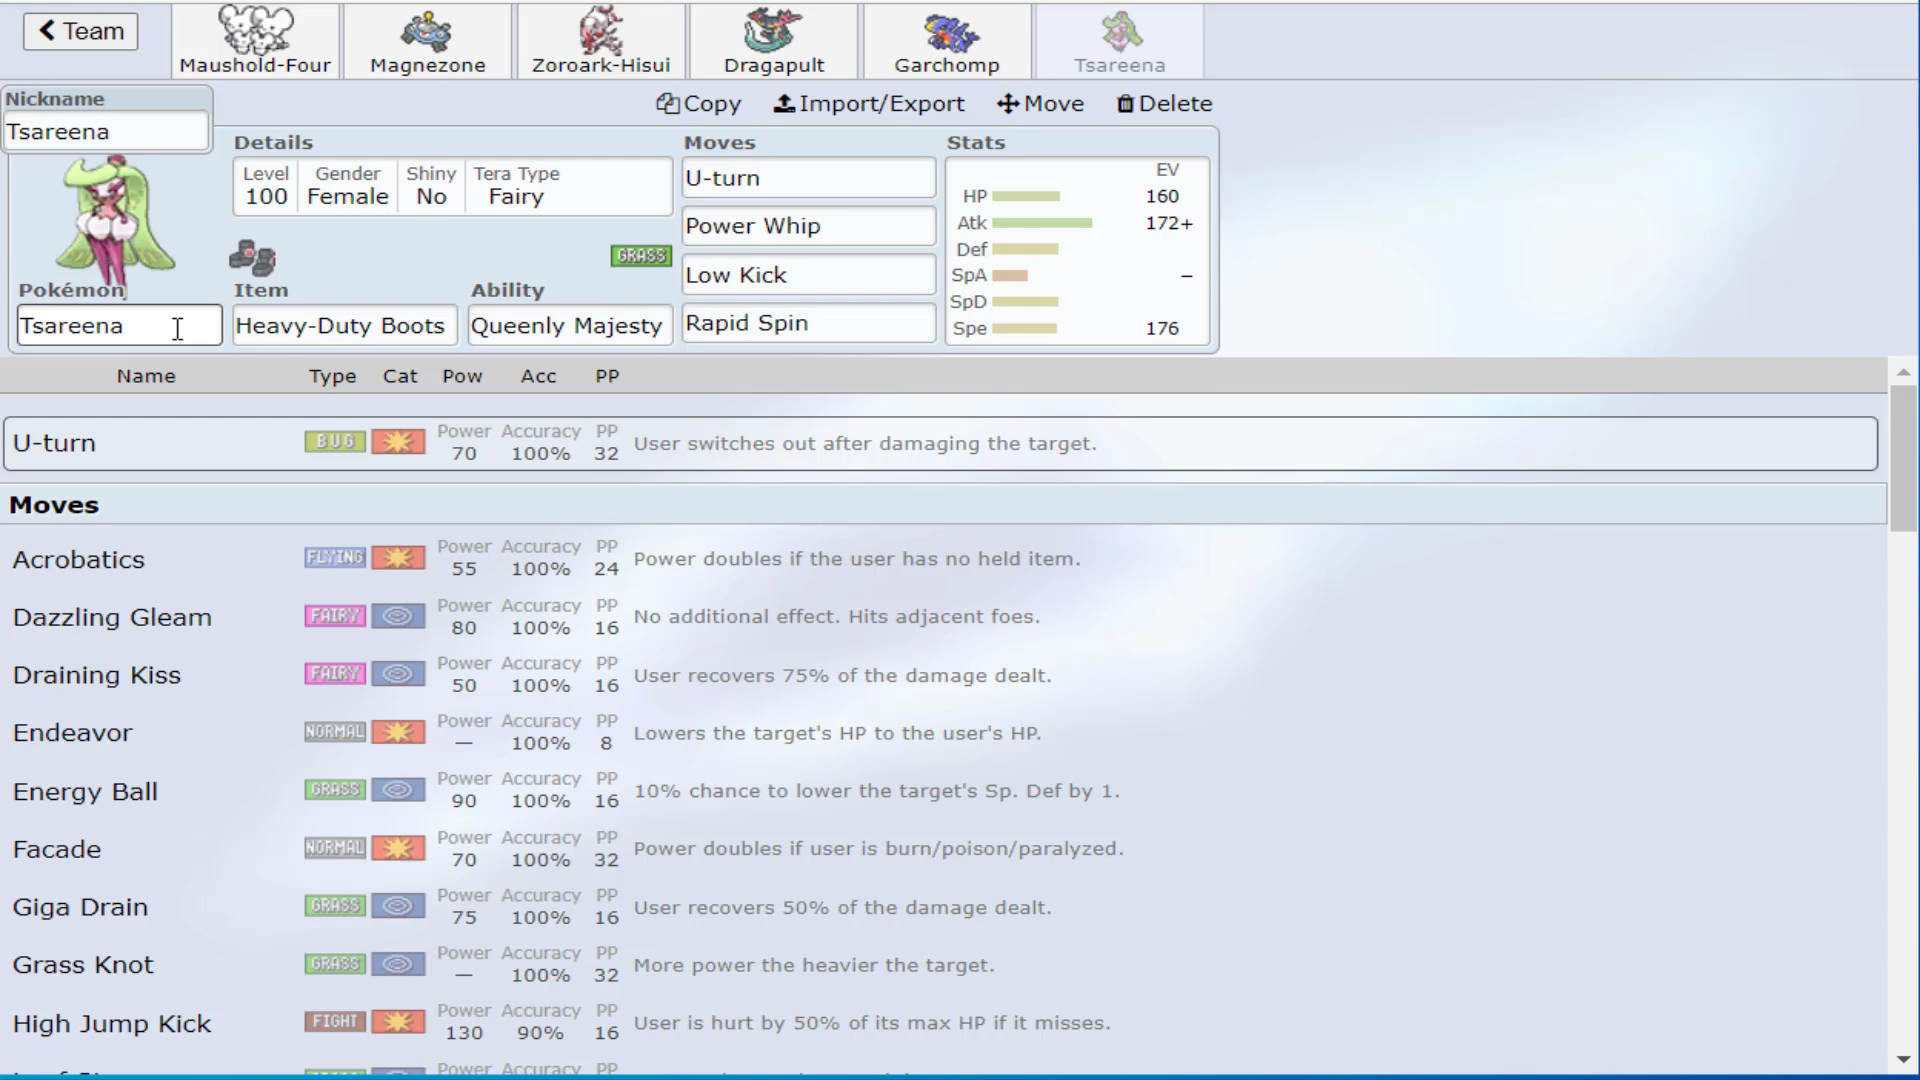 Team
Maushold-Four
Magnezone
Zoroark-Hisui
Dragapult
Garchomp
Tsareena
Copy
Import/Export
Move
Delete
Nickname
Tsareena
Details
Level
100
Gender
Female
Shiny
No
Tera Type
Fairy
GRASS
Pokémon
Tsareena
Item
Heavy-Duty Boots
Ability
Queenly Majesty
Moves
U-turn
Power Whip
Low Kick
Rapid Spin
Stats
EV
HP 160
Atk 172+
Def
SpA −
SpD
Spe 176
Name Type Cat Pow Acc PP
U-turn BUG Power 70 Accuracy 100% PP 32 User switches out after damaging the target.
Moves
Acrobatics FLYING Power 55 Accuracy 100% PP 24 Power doubles if the user has no held item.
Dazzling Gleam FAIRY Power 80 Accuracy 100% PP 16 No additional effect. Hits adjacent foes.
Draining Kiss FAIRY Power 50 Accuracy 100% PP 16 User recovers 75% of the damage dealt.
Endeavor NORMAL Power — Accuracy 100% PP 8 Lowers the target's HP to the user's HP.
Energy Ball GRASS Power 90 Accuracy 100% PP 16 10% chance to lower the target's Sp. Def by 1.
Facade NORMAL Power 70 Accuracy 100% PP 32 Power doubles if user is burn/poison/paralyzed.
Giga Drain GRASS Power 75 Accuracy 100% PP 16 User recovers 50% of the damage dealt.
Grass Knot GRASS Power — Accuracy 100% PP 32 More power the heavier the target.
High Jump Kick FIGHT Power 130 Accuracy 90% PP 16 User is hurt by 50% of its max HP if it misses.
Power Accuracy PP